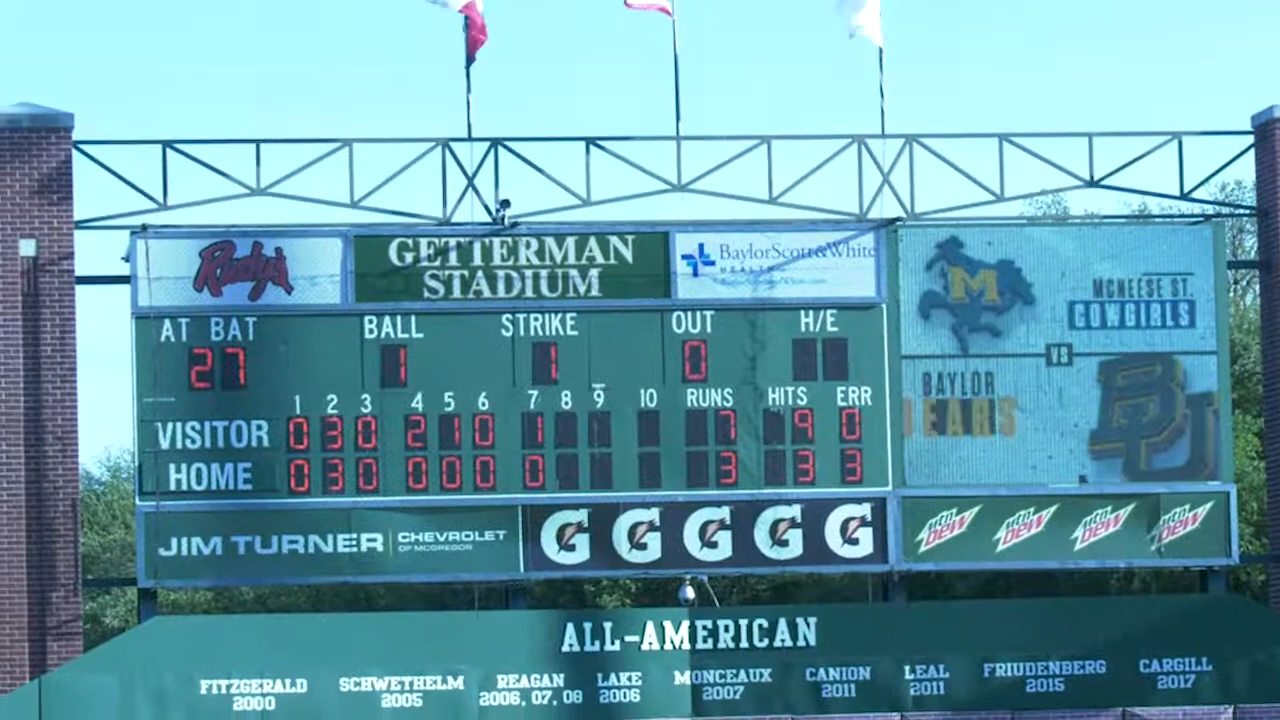 Rudy's
GETTERMAN
STADIUM
BaylorScott&White
HEALTH
AT BAT BALL STRIKE OUT H/E
27 1 1 0
1 2 3 4 5 6 7 8 9 10 RUNS HITS ERR
VISITOR 0 3 0 2 1 0 1 7 9 0
HOME 0 3 0 0 0 0 0 3 3 3
M
MCNEESE ST.
COWGIRLS
VS
BAYLOR
BEARS
BU
JIM TURNER CHEVROLET
OF MCGREGOR
G G G G G
mtn DEW mtn DEW mtn DEW mtn DEW
ALL-AMERICAN
FITZGERALD SCHWETHELM REAGAN LAKE MONCEAUX CANION LEAL FRIUDENBERG CARGILL
2000 2005 2006, 07, 08 2006 2007 2011 2011 2015 2017